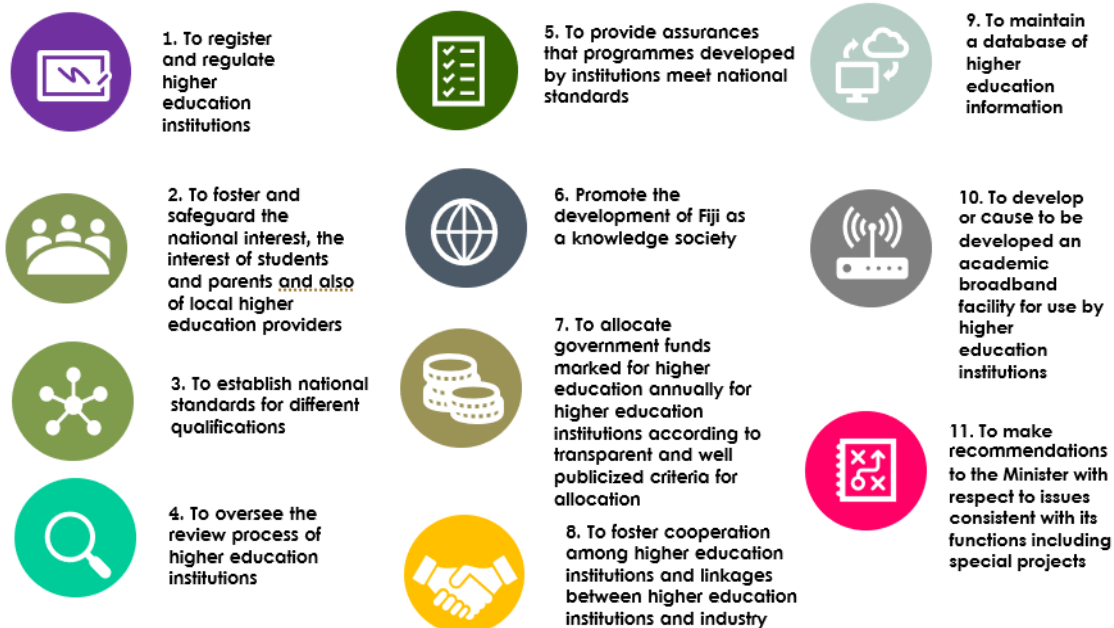 1. To register
and regulate
higher
education
institutions
2. To foster and
safeguard the
national interest, the
interest of students
and parents and also
of local higher
education providers
3. To establish national
standards for different
qualifications
4. To oversee the
review process of
higher education
institutions
5. To provide assurances
that programmes developed
by institutions meet national
standards
6. Promote the
development of Fiji as
a knowledge society
7. To allocate
government funds
marked for higher
education annually for
higher education
institutions according to
transparent and well
publicized criteria for
allocation
8. To foster cooperation
among higher education
institutions and linkages
between higher education
institutions and industry
9. To maintain
a database of
higher
education
information
10. To develop
or cause to be
developed an
academic
broadband
facility for use by
higher
education
institutions
11. To make
recommendations
to the Minister with
respect to issues
consistent with its
functions including
special projects